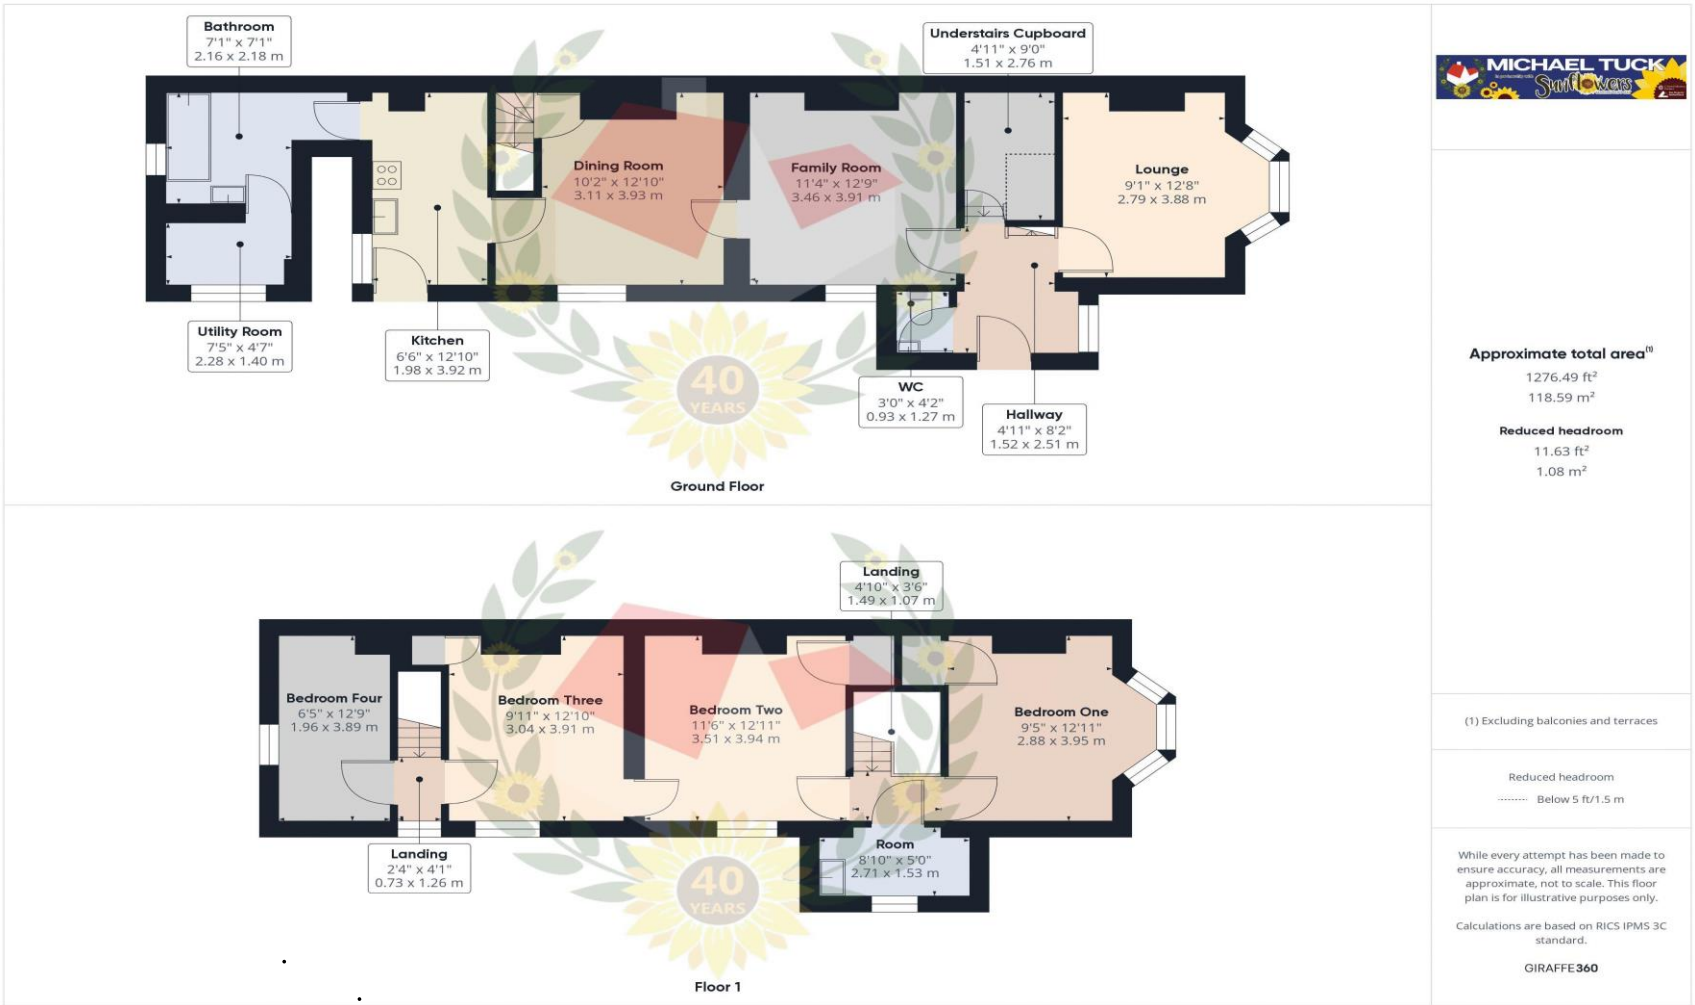 Bathroom
7'1" x 7'1"
2.16 x 2.18 m
Understairs Cupboard
4'11" x 9'0"
1.51 x 2.76 m
Dining Room
10'2" x 12'10"
3.11 x 3.93 m
Family Room
11'4" x 12'9"
3.46 x 3.91 m
Lounge
9'1" x 12'8"
2.79 x 3.88 m
Utility Room
7'5" x 4'7"
2.28 x 1.40 m
Kitchen
6'6" x 12'10"
1.98 x 3.92 m
40
YEARS
WC
3'0" x 4'2"
0.93 x 1.27 m
Hallway
4'11" x 8'2"
1.52 x 2.51 m
Ground Floor
Landing
4'10" x 3'6"
1.49 x 1.07 m
Bedroom Four
6'5" x 12'9"
1.96 x 3.89 m
Bedroom Three
9'11" x 12'10"
3.04 x 3.91 m
Bedroom Two
11'6" x 12'11"
3.51 x 3.94 m
Bedroom One
9'5" x 12'11"
2.88 x 3.95 m
Landing
2'4" x 4'1"
0.73 x 1.26 m
Room
8'10" x 5'0"
2.71 x 1.53 m
40
YEARS
Floor 1
MICHAEL TUCK
Sunflowers
Approximate total area(1)
1276.49 ft²
118.59 m²
Reduced headroom
11.63 ft²
1.08 m²
(1) Excluding balconies and terraces
Reduced headroom
Below 5 ft/1.5 m
While every attempt has been made to
ensure accuracy, all measurements are
approximate, not to scale. This floor
plan is for illustrative purposes only.
Calculations are based on RICS IPMS 3C
standard.
GIRAFFE360